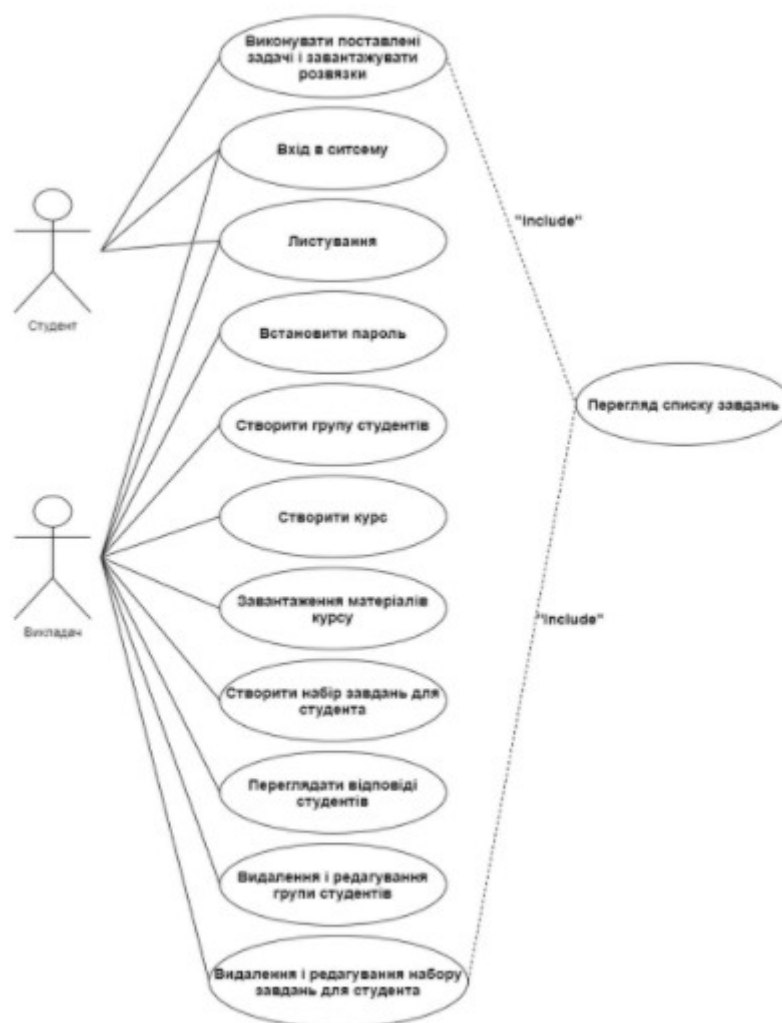 Виконувати поставлені
задачі і завантажувати
розвязки
Вхід в ситсему
"Include"
Листування
Студент
Встановити пароль
Перегляд списку завдань
Створити групу студентів
Створити курс
Викладач
Завантаження матеріалів
курсу
"Include"
Створити набір завдань для
студента
Переглядати відповіді
студентів
Видалення і редагування
групи студентів
Видалення і редагування набору
завдань для студента